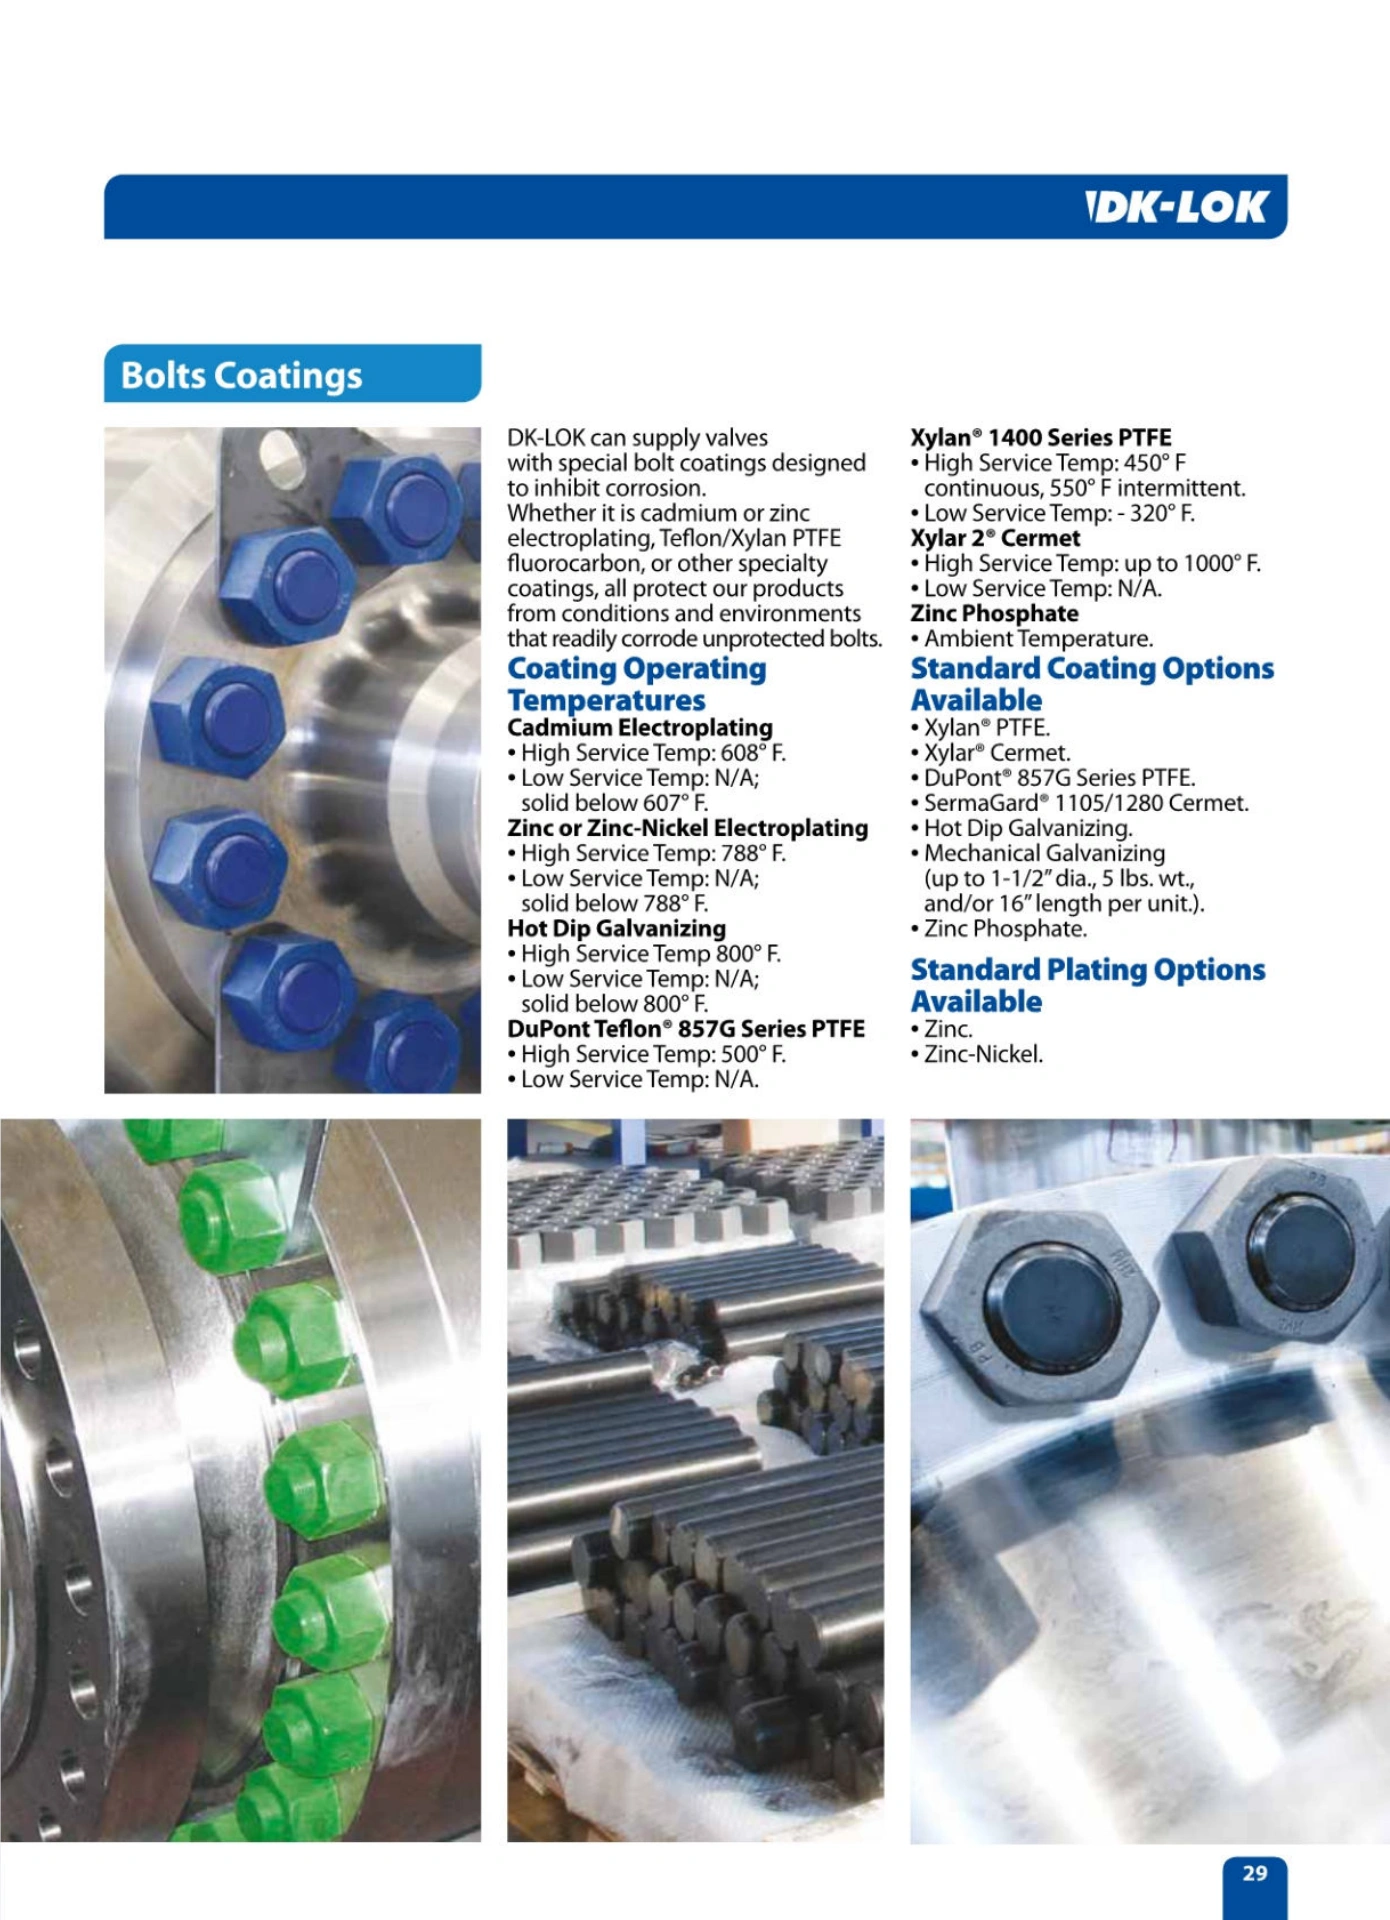 DK-LOK
Bolts Coatings
DK-LOK can supply valves
with special bolt coatings designed
to inhibit corrosion.
Whether it is cadmium or zinc
electroplating, Teflon/Xylan PTFE
fluorocarbon, or other specialty
coatings, all protect our products
from conditions and environments
that readily corrode unprotected bolts.
Coating Operating
Temperatures
Cadmium Electroplating
• High Service Temp: 608° F.
• Low Service Temp: N/A;
solid below 607° F.
Zinc or Zinc-Nickel Electroplating
• High Service Temp: 788° F.
• Low Service Temp: N/A;
solid below 788° F.
Hot Dip Galvanizing
• High Service Temp 800° F.
• Low Service Temp: N/A;
solid below 800° F.
DuPont Teflon® 857G Series PTFE
• High Service Temp: 500° F.
• Low Service Temp: N/A.
Xylan® 1400 Series PTFE
• High Service Temp: 450° F
continuous, 550° F intermittent.
• Low Service Temp: - 320° F.
Xylar 2® Cermet
• High Service Temp: up to 1000° F.
• Low Service Temp: N/A.
Zinc Phosphate
• Ambient Temperature.
Standard Coating Options
Available
• Xylan® PTFE.
• Xylar® Cermet.
• DuPont® 857G Series PTFE.
• SermaGard® 1105/1280 Cermet.
• Hot Dip Galvanizing.
• Mechanical Galvanizing
(up to 1-1/2” dia., 5 lbs. wt.,
and/or 16” length per unit.).
• Zinc Phosphate.
Standard Plating Options
Available
• Zinc.
• Zinc-Nickel.
PB
2HM
PB
29